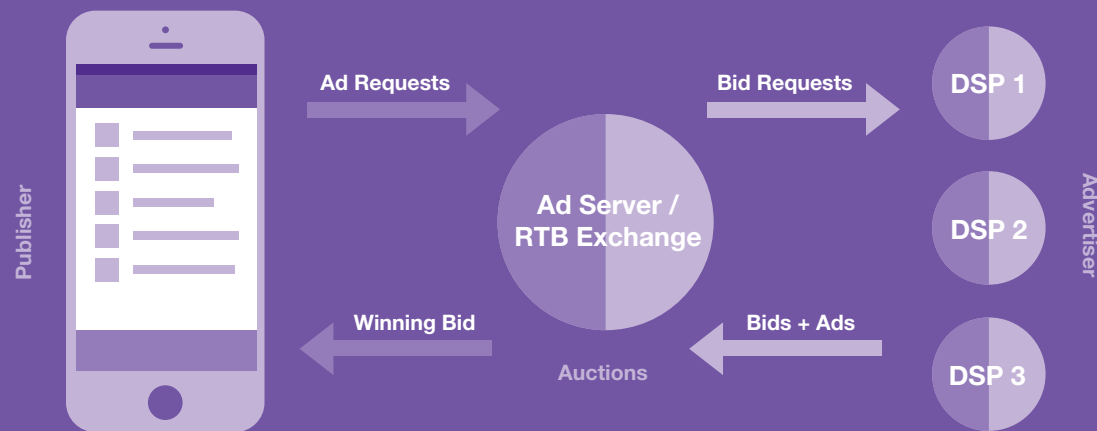 Publisher
Ad Requests
Ad Server /
RTB Exchange
Winning Bid
Auctions
Bid Requests
Bids + Ads
DSP 1
DSP 2
DSP 3
Advertiser